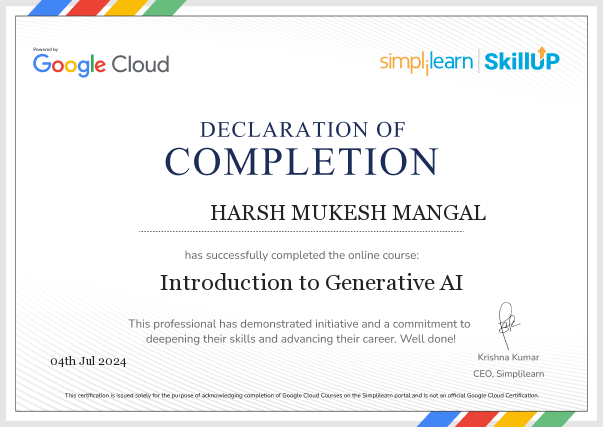 Powered by
Google Cloud
simplilearn SkillUP
DECLARATION OF
COMPLETION
HARSH MUKESH MANGAL
has successfully completed the online course:
Introduction to Generative AI
This professional has demonstrated initiative and a commitment to
deepening their skills and advancing their career. Well done!
04th Jul 2024
Krishna Kumar
CEO, Simplilearn
This certification is issued solely for the purpose of acknowledging completion of Google Cloud Courses on the Simplilearn portal and is not an official Google Cloud Certification.